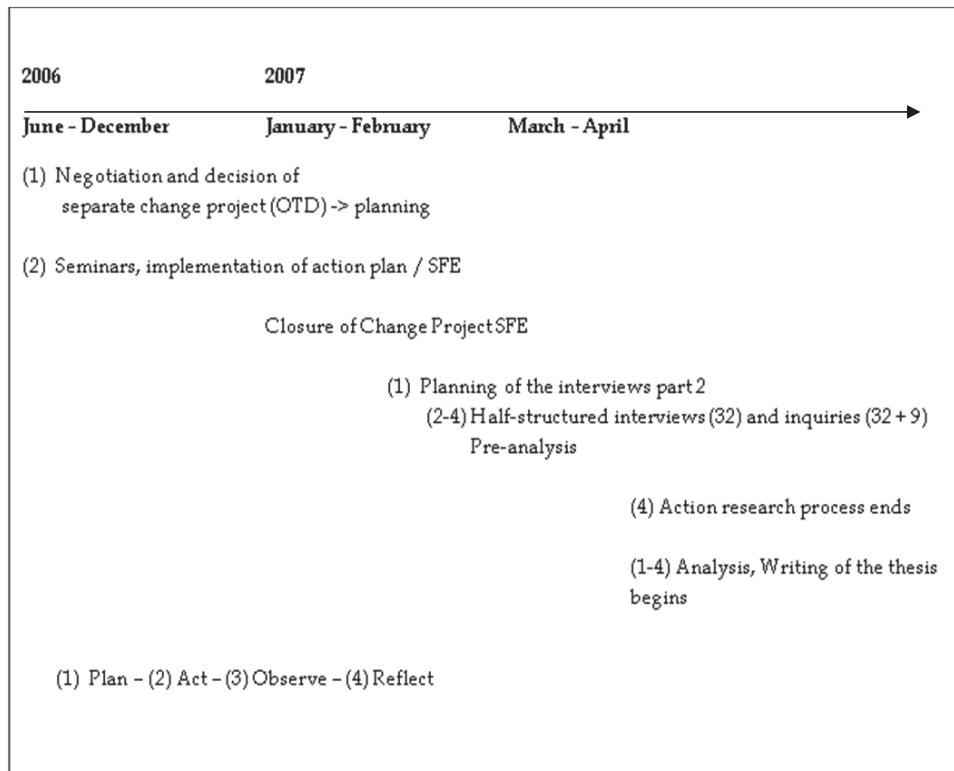 2006 2007
June – December January – February March – April
(1) Negotiation and decision of
separate change project (OTD) -> planning
(2) Seminars, implementation of action plan / SFE
Closure of Change Project SFE
(1) Planning of the interviews part 2
(2-4) Half-structured interviews (32) and inquiries (32 + 9)
Pre-analysis
(4) Action research process ends
(1-4) Analysis, Writing of the thesis
begins
(1) Plan – (2) Act – (3) Observe – (4) Reflect